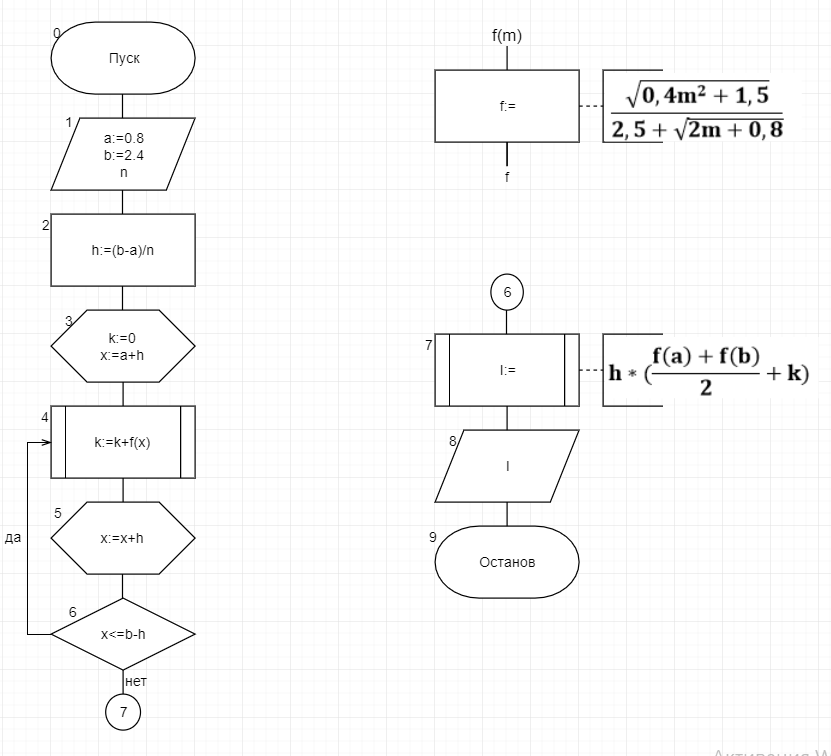 0
Пуск
1
a:=0.8
b:=2.4
n
2
h:=(b-a)/n
3
k:=0
x:=a+h
4
k:=k+f(x)
5
x:=x+h
да
6
x<=b-h
нет
7
f(m)
f:=
√0,4m² + 1,5
2,5 + √2m + 0,8
f
6
7
I:=
h * (f(a) + f(b)
2
+ k)
8
I
9
Останов